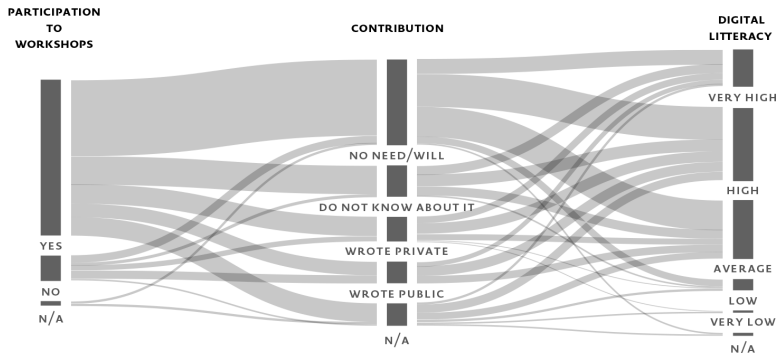 PARTICIPATION
TO
WORKSHOPS
CONTRIBUTION
DIGITAL
LITTERACY
YES
NO
N/A
NO NEED/WILL
DO NOT KNOW ABOUT IT
WROTE PRIVATE
WROTE PUBLIC
N/A
VERY HIGH
HIGH
AVERAGE
LOW
VERY LOW
N/A